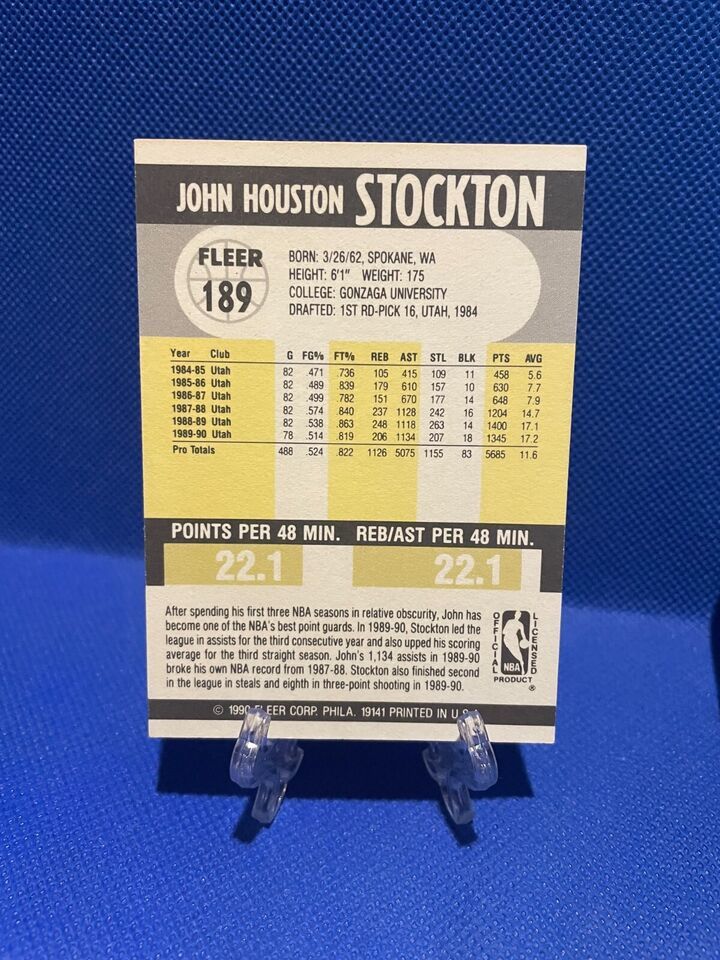 JOHN HOUSTON STOCKTON
FLEER
189
BORN: 3/26/62, SPOKANE, WA
HEIGHT: 6'1" WEIGHT: 175
COLLEGE: GONZAGA UNIVERSITY
DRAFTED: 1ST RD-PICK 16, UTAH, 1984
Year Club G FG% FT% REB AST STL BLK PTS AVG
1984-85 Utah 82 .471 .736 105 415 109 11 458 5.6
1985-86 Utah 82 .489 .839 179 610 157 10 630 7.7
1986-87 Utah 82 .499 .782 151 670 177 14 648 7.9
1987-88 Utah 82 .574 .840 237 1128 242 16 1204 14.7
1988-89 Utah 82 .538 .863 248 1118 263 14 1400 17.1
1989-90 Utah 78 .514 .819 206 1134 207 18 1345 17.2
Pro Totals 488 .524 .822 1126 5075 1155 83 5685 11.6
POINTS PER 48 MIN. REB/AST PER 48 MIN.
22.1 22.1
After spending his first three NBA seasons in relative obscurity, John has
become one of the NBA's best point guards. In 1989-90, Stockton led the
league in assists for the third consecutive year and also upped his scoring
average for the third straight season. John's 1,134 assists in 1989-90
broke his own NBA record from 1987-88. Stockton also finished second
in the league in steals and eighth in three-point shooting in 1989-90.
OFFICIAL
NBA
LICENSED
PRODUCT ®
© 1990 FLEER CORP. PHILA. 19141 PRINTED IN U.S.A.